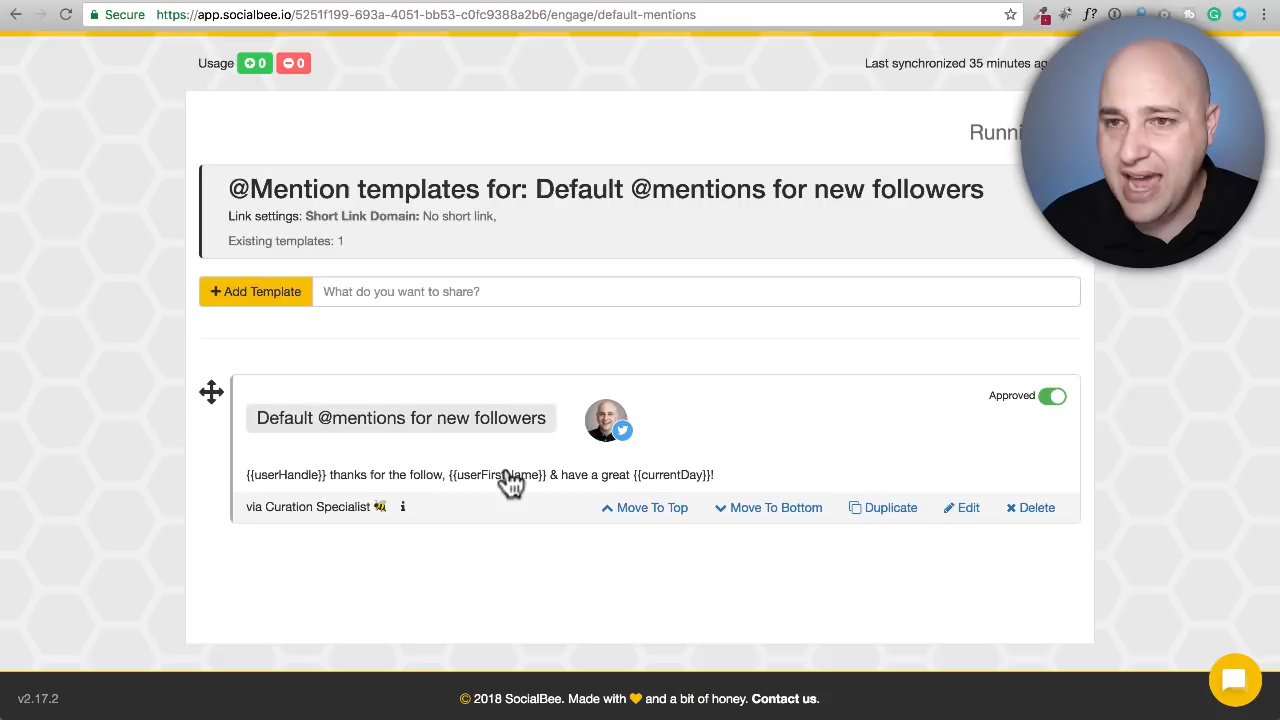 Secure https://app.socialbee.io/5251f199-693a-4051-bb53-c0fc9388a2b6/engage/default-mentions
Usage 0 0 Last synchronized 35 minutes
@Mention templates for: Default @mentions for new followers
Link settings: Short Link Domain: No short link,
Existing templates: 1
Add Template What do you want to share?
Approved
Default @mentions for new followers
{{userHandle}} thanks for the follow, {{userFirstName}} & have a great {{currentDay}}!
via Curation Specialist Move To Top Move To Bottom Duplicate Edit Delete
v2.17.2 © 2018 SocialBee. Made with and a bit of honey. Contact us.